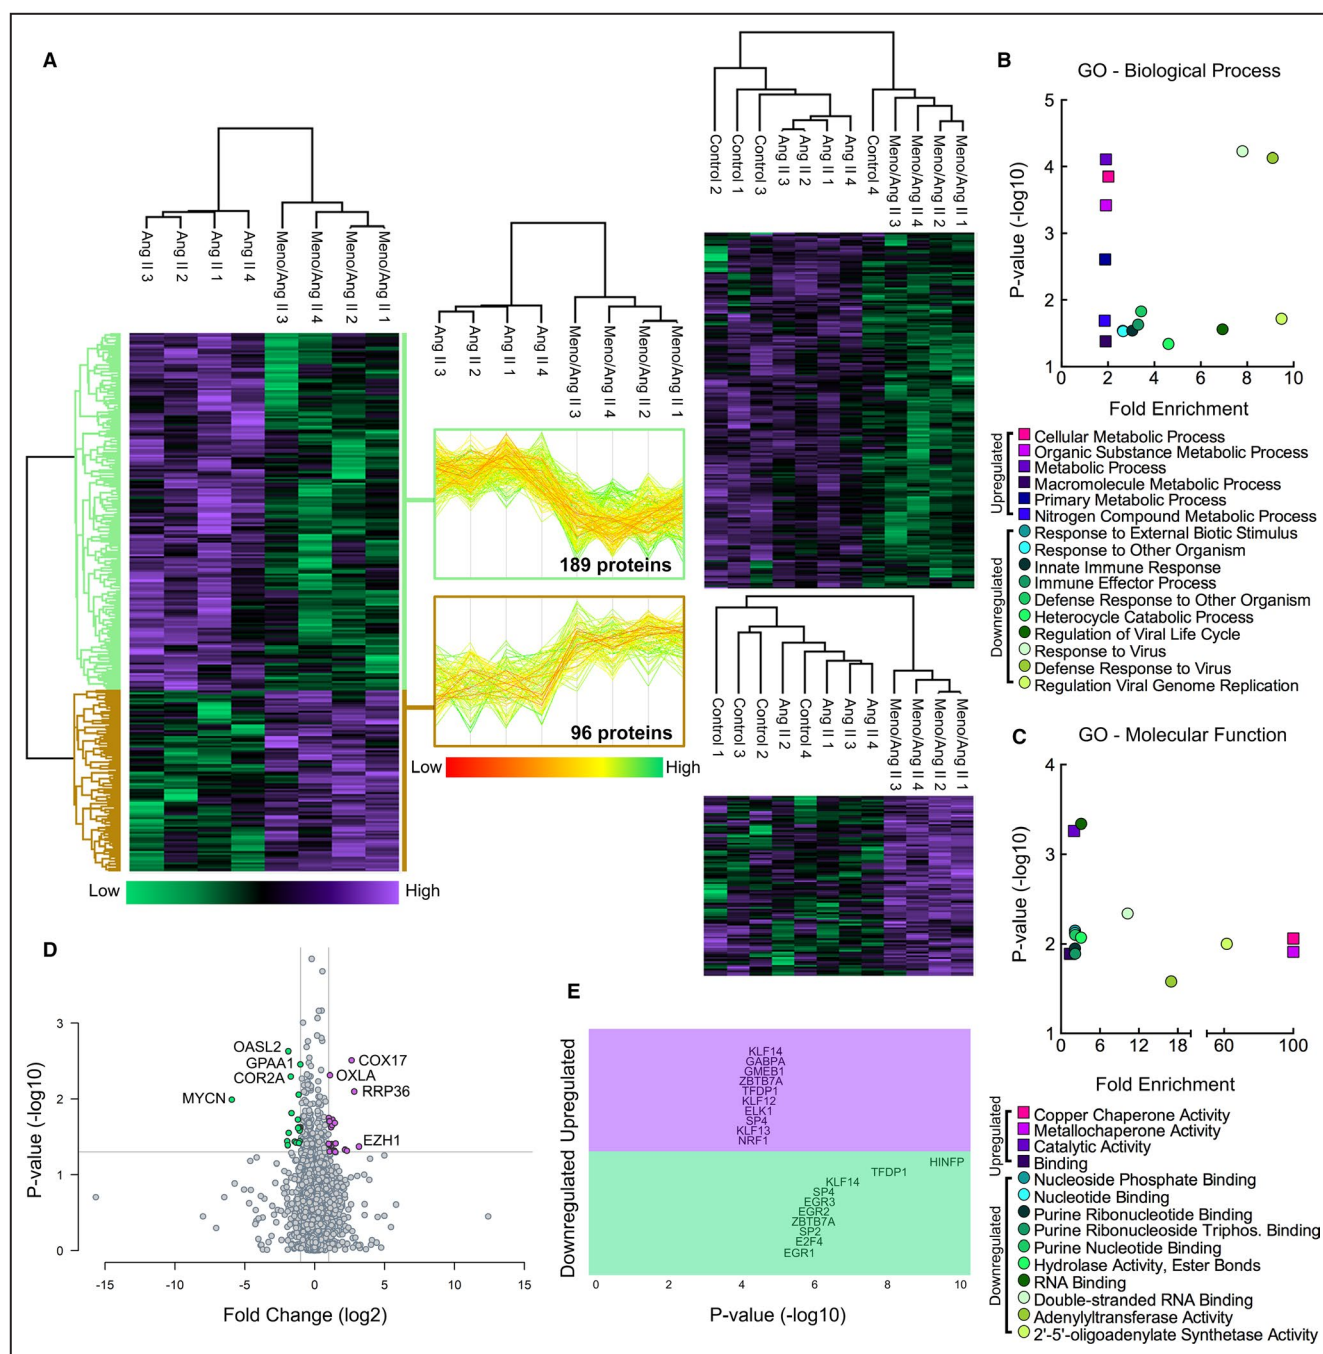 A
Ang II 3
Ang II 2
Ang II 1
Ang II 4
Meno/Ang II 3
Meno/Ang II 4
Meno/Ang II 2
Meno/Ang II 1
Low
High
Ang II 3
Ang II 2
Ang II 1
Ang II 4
Meno/Ang II 3
Meno/Ang II 4
Meno/Ang II 2
Meno/Ang II 1
189 proteins
96 proteins
Low
High
Control 2
Control 1
Control 3
Ang II 3
Ang II 2
Ang II 1
Ang II 4
Control 4
Meno/Ang II 3
Meno/Ang II 4
Meno/Ang II 2
Meno/Ang II 1
Control 1
Control 3
Control 2
Ang II 2
Control 4
Ang II 1
Ang II 3
Ang II 4
Meno/Ang II 3
Meno/Ang II 4
Meno/Ang II 2
Meno/Ang II 1
B
GO - Biological Process
P-value (-log10)
5
4
3
2
1
0 2 4 6 8 10
Fold Enrichment
Upregulated
Cellular Metabolic Process
Organic Substance Metabolic Process
Metabolic Process
Macromolecule Metabolic Process
Primary Metabolic Process
Nitrogen Compound Metabolic Process
Downregulated
Response to External Biotic Stimulus
Response to Other Organism
Innate Immune Response
Immune Effector Process
Defense Response to Other Organism
Heterocycle Catabolic Process
Regulation of Viral Life Cycle
Response to Virus
Defense Response to Virus
Regulation Viral Genome Replication
C
GO - Molecular Function
P-value (-log10)
4
3
2
1
0 6 12 18 60 100
Fold Enrichment
Upregulated
Copper Chaperone Activity
Metallochaperone Activity
Catalytic Activity
Binding
Downregulated
Nucleoside Phosphate Binding
Nucleotide Binding
Purine Ribonucleotide Binding
Purine Ribonucleoside Triphos. Binding
Purine Nucleotide Binding
Hydrolase Activity, Ester Bonds
RNA Binding
Double-stranded RNA Binding
Adenylyltransferase Activity
2'-5'-oligoadenylate Synthetase Activity
D
P-value (-log10)
3
2
1
0
OASL2
GPAA1
COR2A
MYCN
COX17
OXLA
RRP36
EZH1
-15 -10 -5 0 5 10 15
Fold Change (log2)
E
Upregulated
KLF14
GABPA
GMEB1
ZBTB7A
TFDP1
KLF12
ELK1
SP4
KLF13
NRF1
Downregulated
HINFP
TFDP1
KLF14
SP4
EGR3
EGR2
ZBTB7A
SP2
E2F4
EGR1
0 2 4 6 8 10
P-value (-log10)